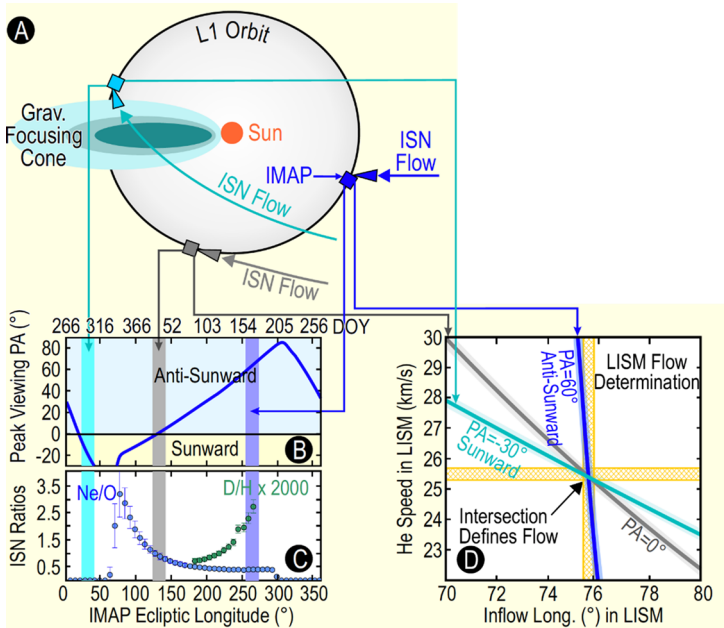 A
L1 Orbit
Grav.
Focusing
Cone
Sun
ISN
Flow
IMAP
ISN Flow
ISN Flow
266 316 366 52 103 154 205 256 DOY
Peak Viewing PA (°)
80
60
40
20
0
-20
Anti-Sunward
Sunward
B
ISN Ratios
3.5
2.5
1.5
0.5
Ne/O
D/H x 2000
C
0 50 100 150 200 250 300 350
IMAP Ecliptic Longitude (°)
He Speed in LISM (km/s)
30
29
28
27
26
25
24
23
22
PA=60°
Anti-Sunward
LISM Flow
Determination
PA=-30°
Sunward
Intersection
Defines Flow
PA=0°
D
70 72 74 76 78 80
Inflow Long. (°) in LISM